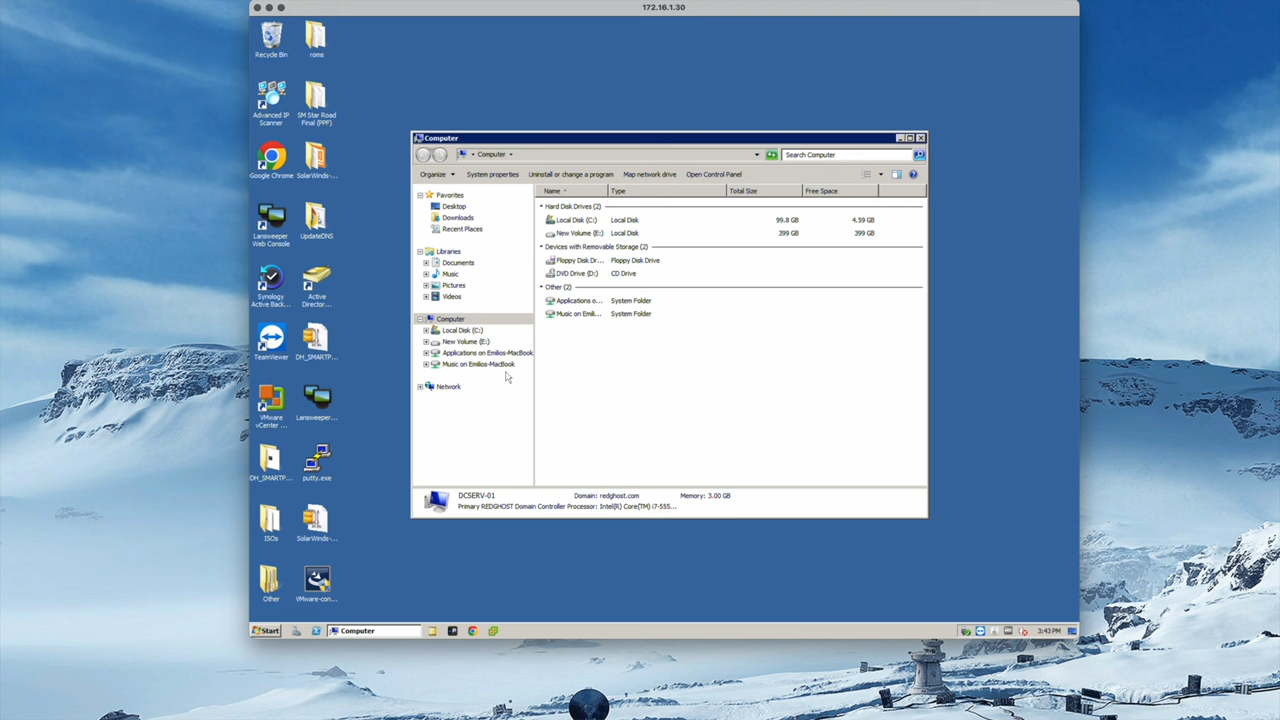 172.16.1.30
Recycle Bin
roms
Advanced IP
Scanner
SM Star Road
Final (PPF)
Google Chrome
SolarWinds-...
Lansweeper
Web Console
UpdateDNS
Synology
Active Back...
Active
Director...
TeamViewer
DH_SMARTP...
VMware
vCenter ...
Lansweeper...
DH_SMARTP...
putty.exe
ISOs
SolarWinds-...
Other
VMware-con...
Computer
Computer
Search Computer
Organize
System properties
Uninstall or change a program
Map network drive
Open Control Panel
Favorites
Desktop
Downloads
Recent Places
Libraries
Documents
Music
Pictures
Videos
Computer
Local Disk (C:)
New Volume (E:)
Applications on Emilios-MacBook
Music on Emilios-MacBook
Network
Name
Type
Total Size
Free Space
Hard Disk Drives (2)
Local Disk (C:)
Local Disk
99.8 GB
4.59 GB
New Volume (E:)
Local Disk
399 GB
399 GB
Devices with Removable Storage (2)
Floppy Disk Dr...
Floppy Disk Drive
DVD Drive (D:)
CD Drive
Other (2)
Applications o...
System Folder
Music on Emili...
System Folder
DCSERV-01
Domain: redghost.com
Memory: 3.00 GB
Primary REDGHOST Domain Controller
Processor: Intel(R) Core(TM) i7-555...
Start
Computer
3:43 PM